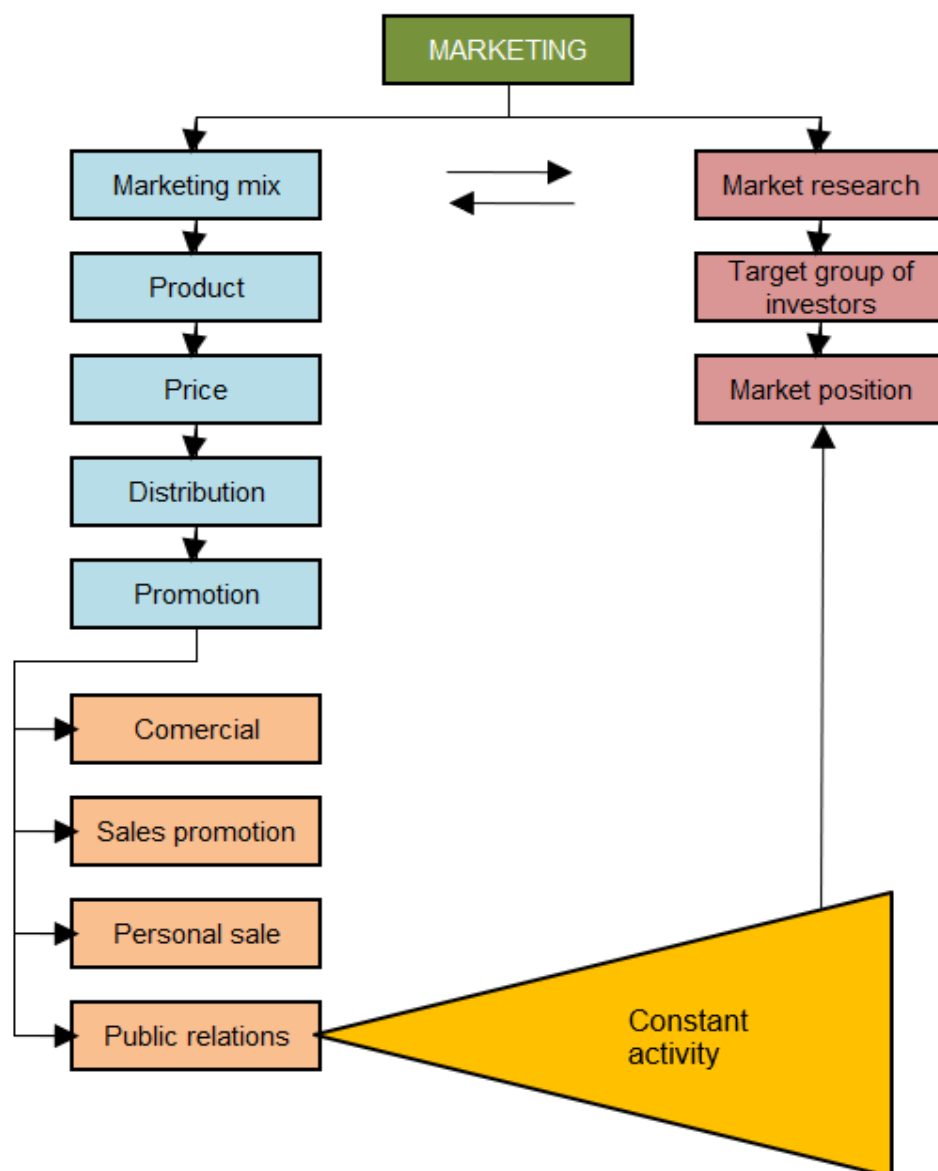 MARKETING
Marketing mix
Market research
Product
Target group of
investors
Price
Market position
Distribution
Promotion
Comercial
Sales promotion
Personal sale
Public relations
Constant
activity